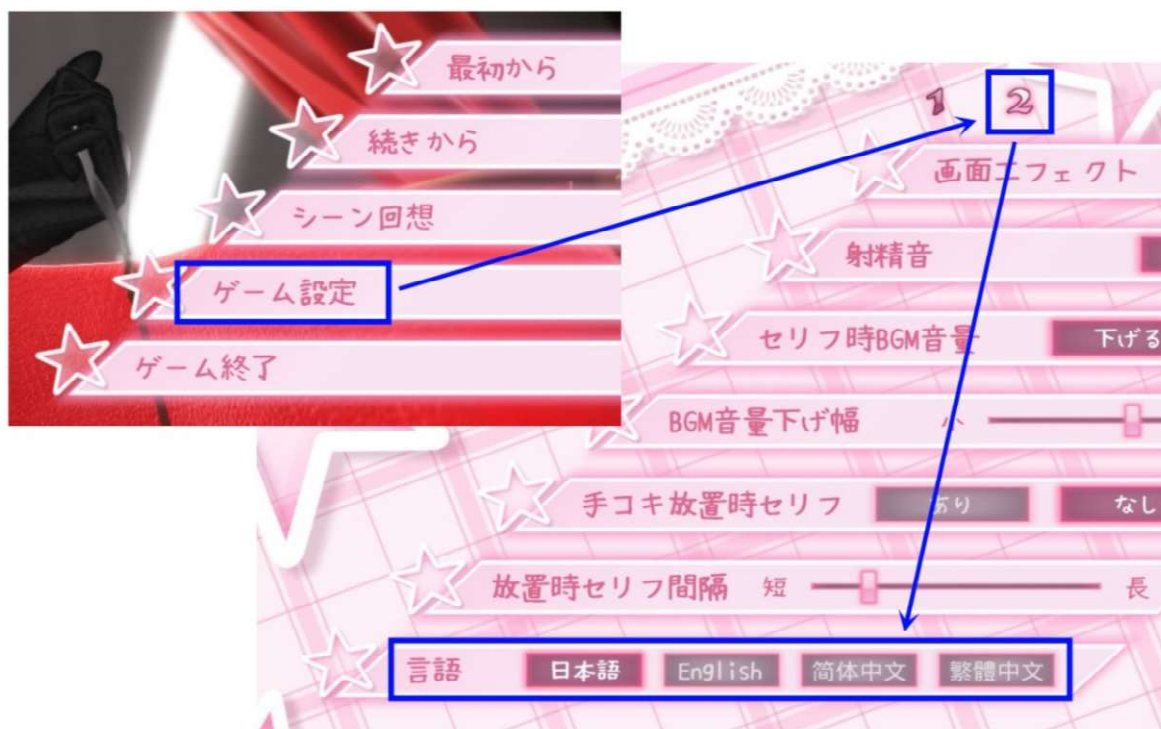 最初から
続きから
シーン回想
ゲーム設定
ゲーム終了
1 2
画面エフェクト
射精音
セリフ時BGM音量 下げる
BGM音量下げ幅 小
手コキ放置時セリフ あり なし
放置時セリフ間隔 短 長
言語 日本語 English 简体中文 繁體中文